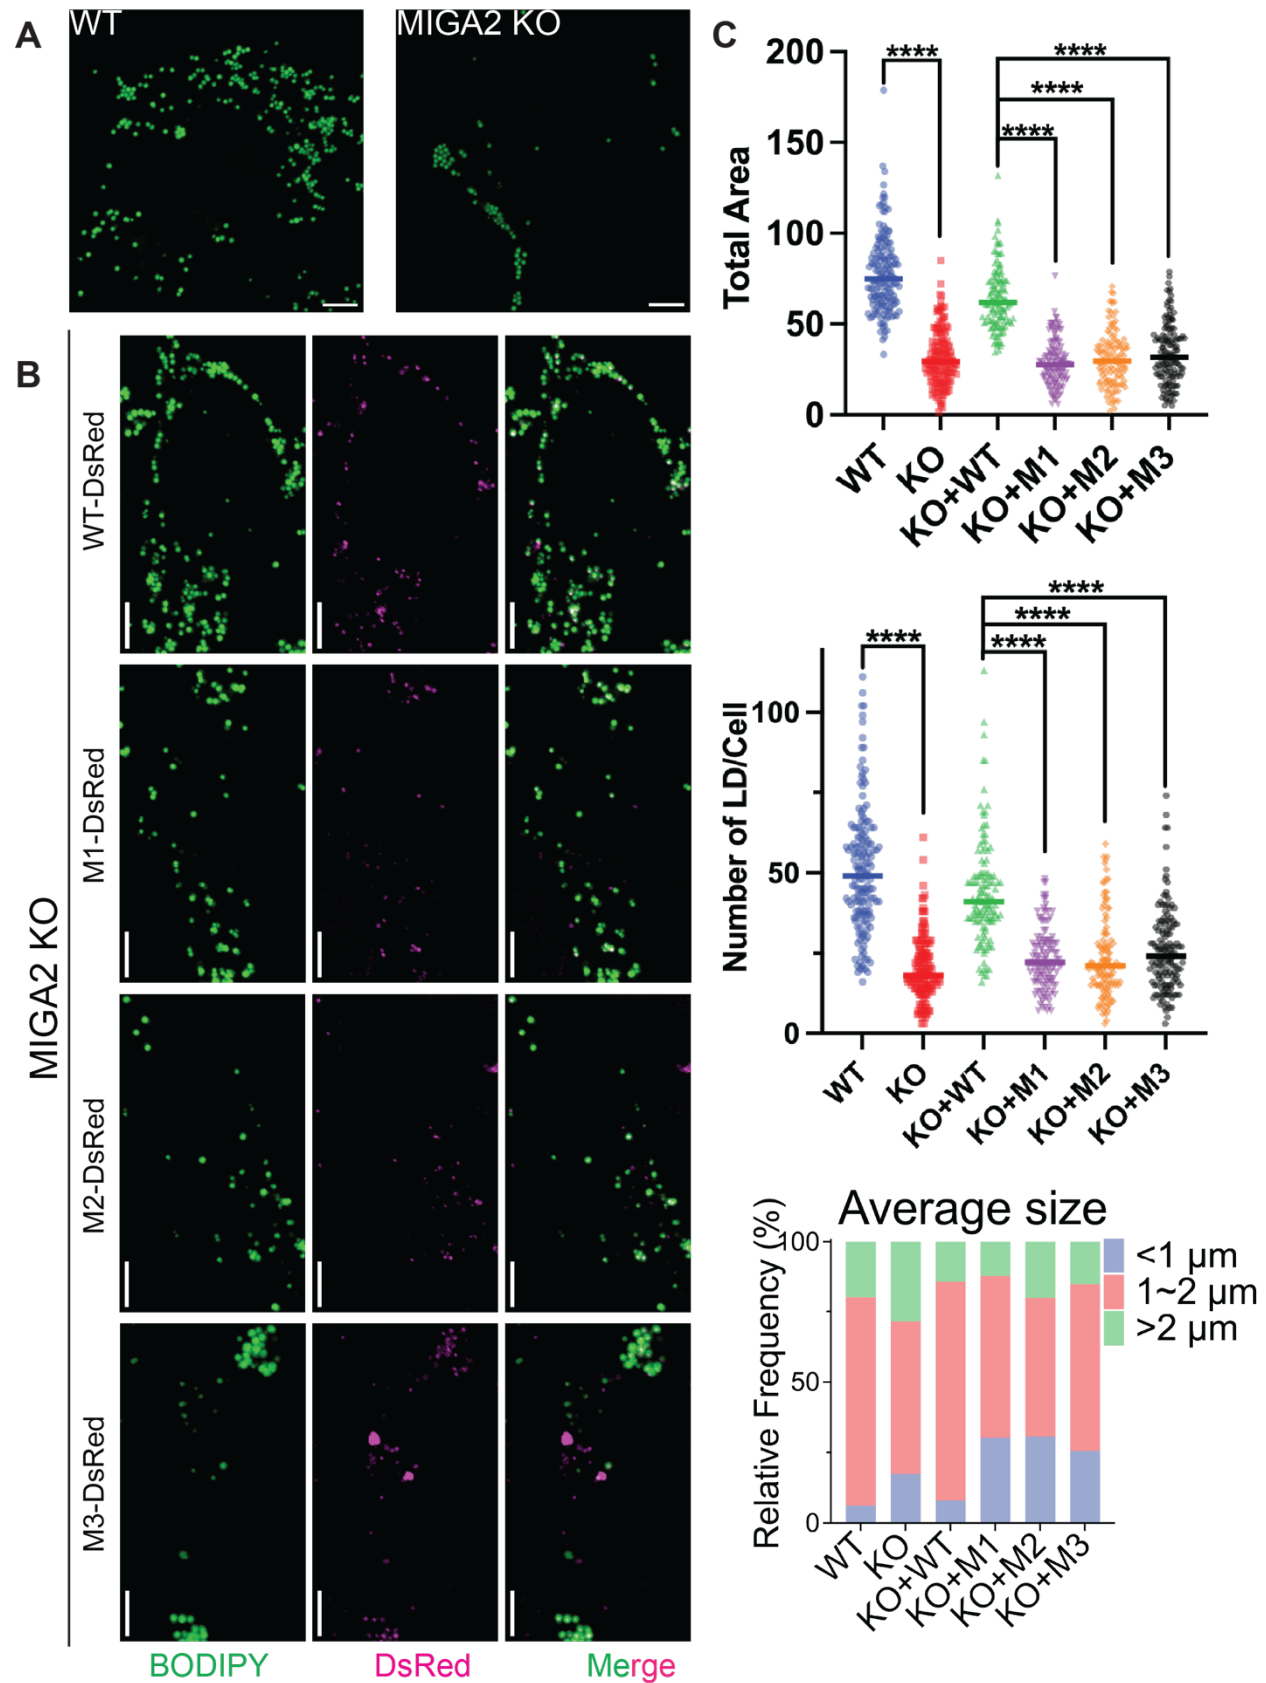 A
WT
MIGA2 KO
B
MIGA2 KO
WT-DsRed
M1-DsRed
M2-DsRed
M3-DsRed
BODIPY
DsRed
Merge
C
Total Area
200
150
100
50
0
****
****
****
****
WT
KO
KO+WT
KO+M1
KO+M2
KO+M3
Number of LD/Cell
100
50
0
****
****
****
****
WT
KO
KO+WT
KO+M1
KO+M2
KO+M3
Average size
Relative Frequency (%)
100
50
0
<1 µm
1~2 µm
>2 µm
WT
KO
KO+WT
KO+M1
KO+M2
KO+M3